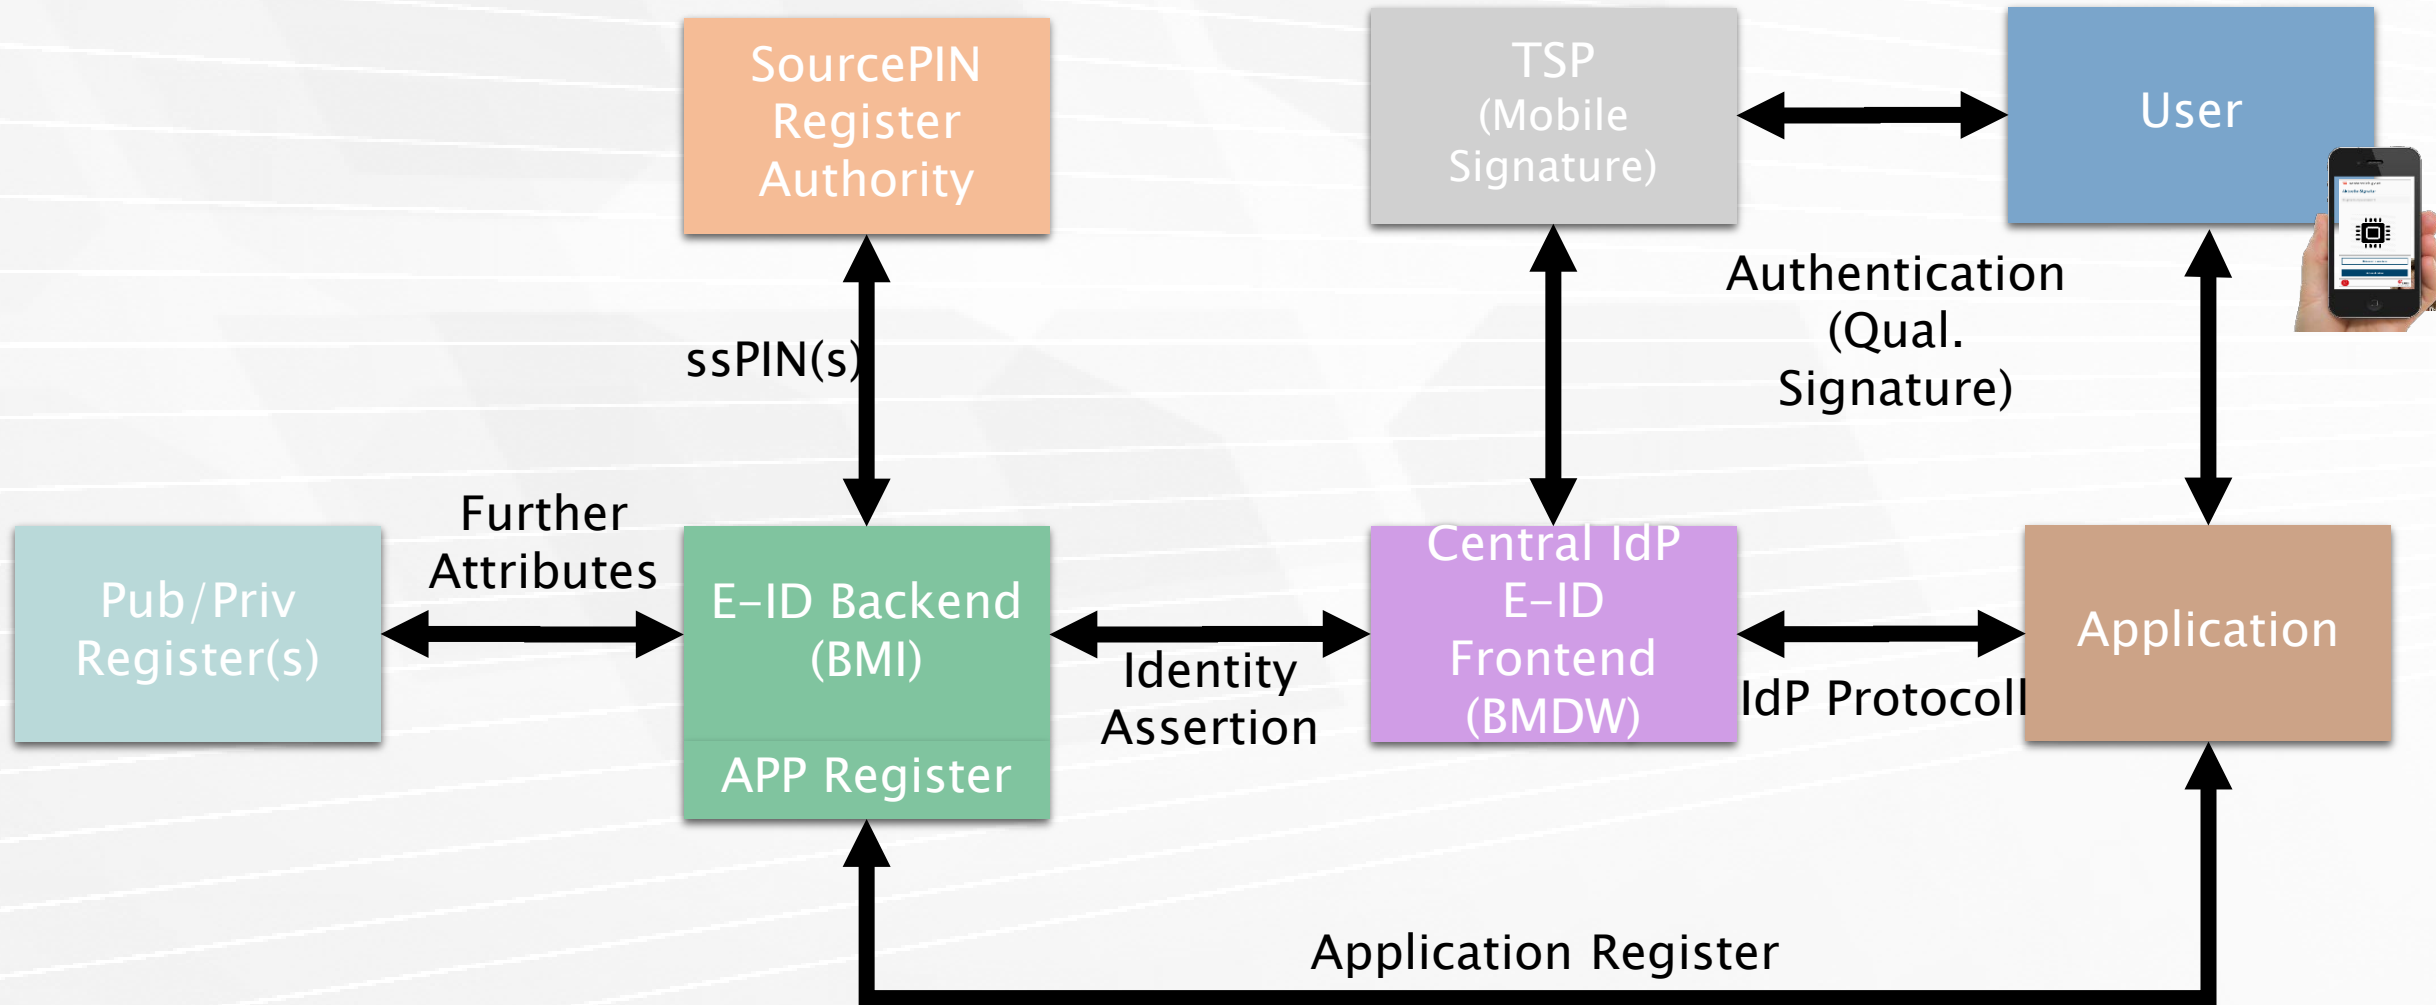 SourcePIN
Register
Authority
TSP
(Mobile
Signature)
User
ssPIN(s)
Authentication
(Qual.
Signature)
Further
Attributes
Pub/Priv
Register(s)
E-ID Backend
(BMI)
APP Register
Identity
Assertion
Central IdP
E-ID
Frontend
(BMDW)
IdP Protocoll
Application
Application Register